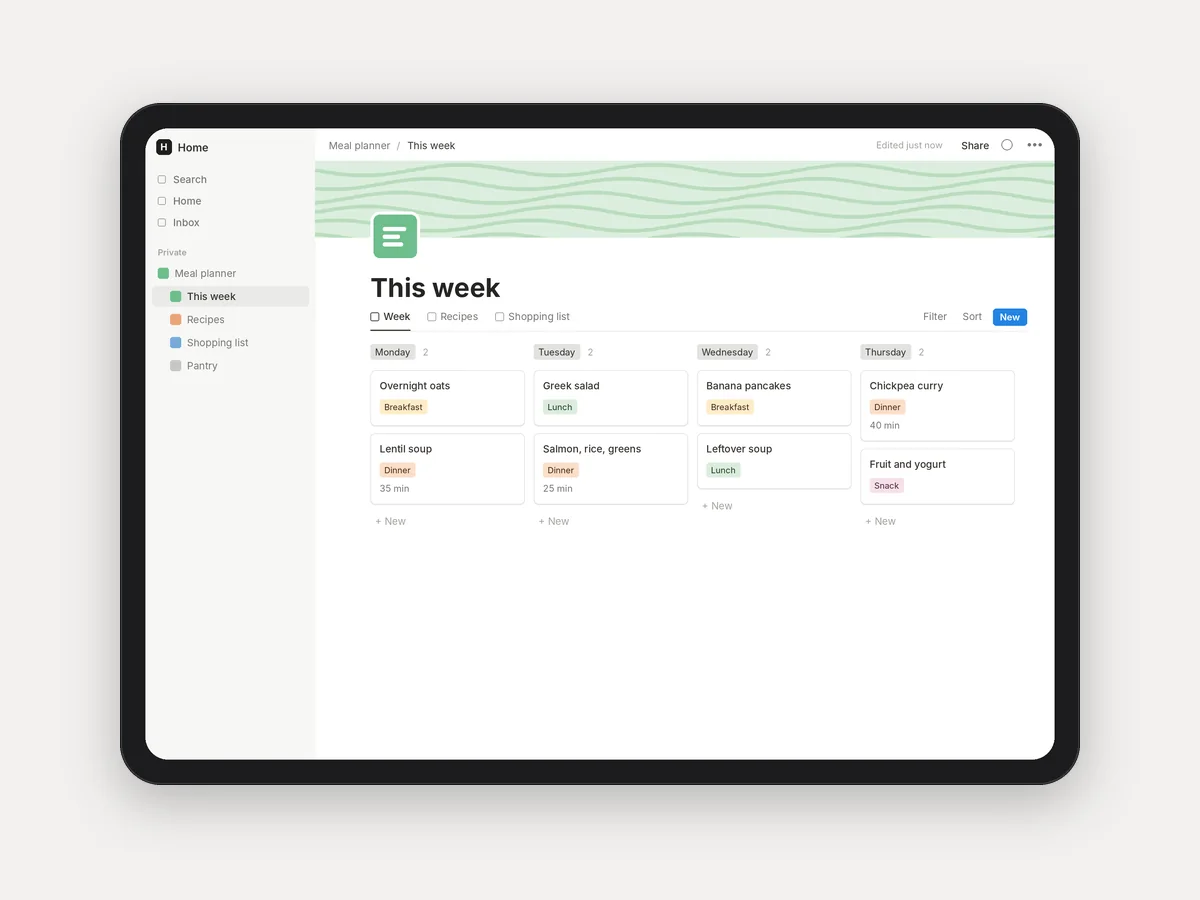 H Home
Search
Home
Inbox
Private
Meal planner
This week
Recipes
Shopping list
Pantry
Meal planner / This week
Edited just now
Share
This week
Week
Recipes
Shopping list
Filter
Sort
New
Monday 2
Overnight oats
Breakfast
Lentil soup
Dinner
35 min
+ New
Tuesday 2
Greek salad
Lunch
Salmon, rice, greens
Dinner
25 min
+ New
Wednesday 2
Banana pancakes
Breakfast
Leftover soup
Lunch
+ New
Thursday 2
Chickpea curry
Dinner
40 min
Fruit and yogurt
Snack
+ New